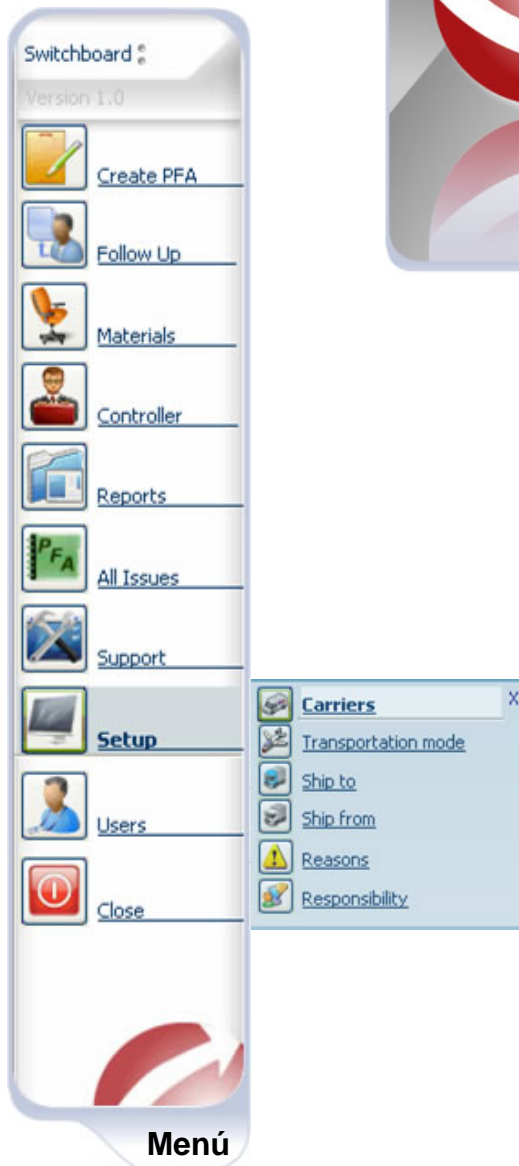 Switchboard
Version 1.0
Create PFA
Follow Up
Materials
Controller
Reports
PFA
All Issues
Support
Setup
X
Carriers
Transportation mode
Ship to
Ship from
Reasons
Responsibility
Users
Close
Menú